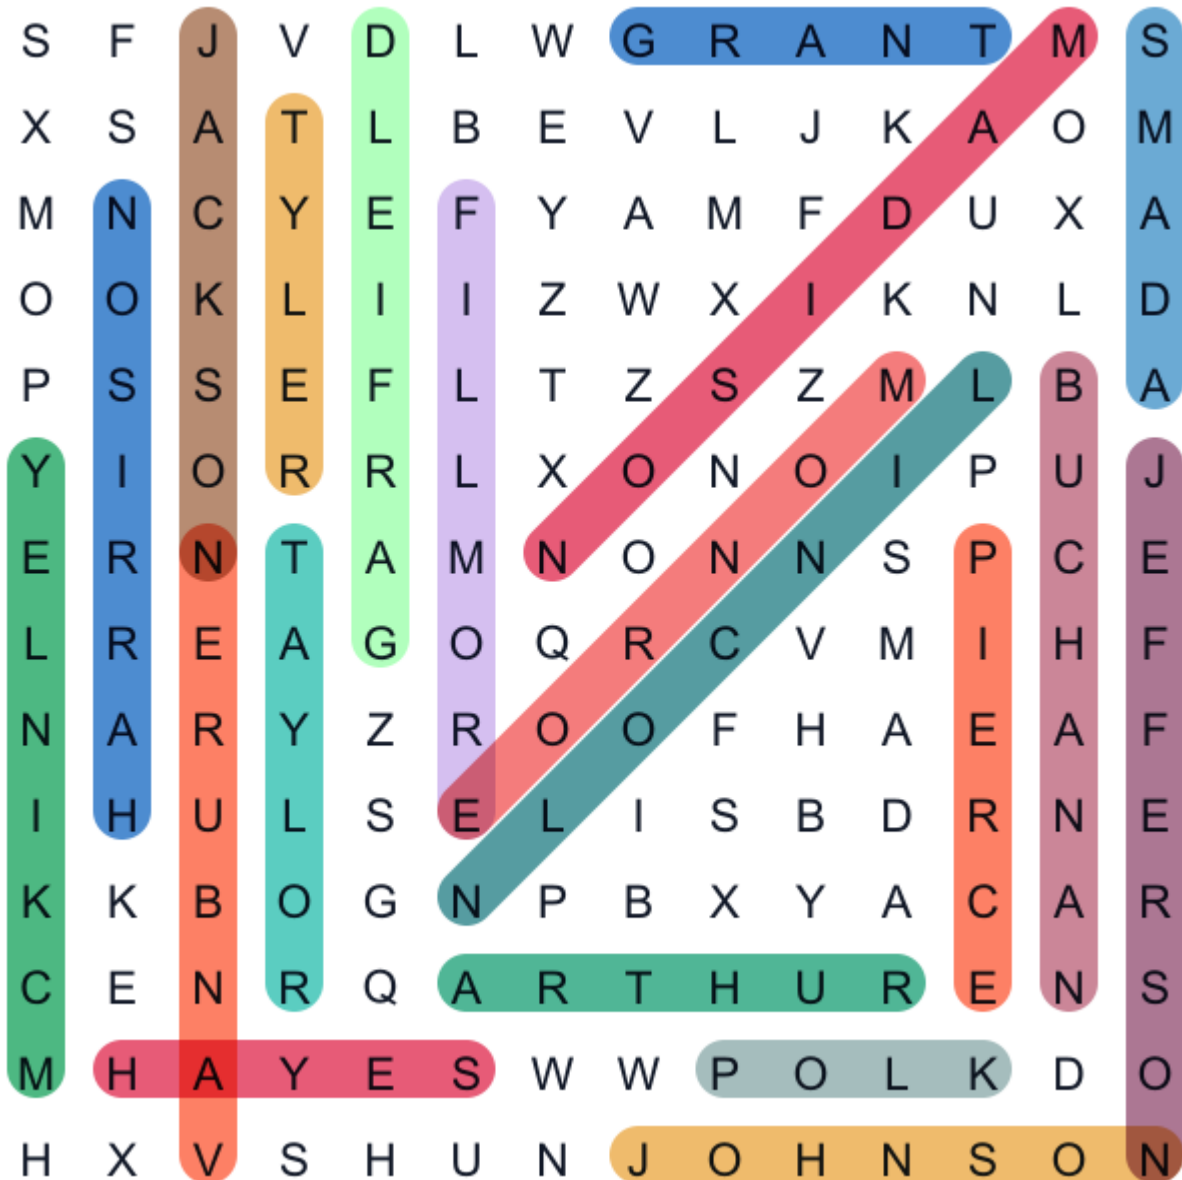 S F J V D L W G R A N T M S
X S A T L B E V L J K A O M
M N C Y E F Y A M F D U X A
O O K L I I Z W X I K N L D
P S S E F L T Z S Z M L B A
Y I O R R L X O N O I P U J
E R N T A M N O N N S P C E
L R E A G O Q R C V M I H F
N A R Y Z R O O F H A E A F
I H U L S E L I S B D R N E
K K B O G N P B X Y A C A R
C E N R Q A R T H U R E N S
M H A Y E S W W P O L K D O
H X V S H U N J O H N S O N